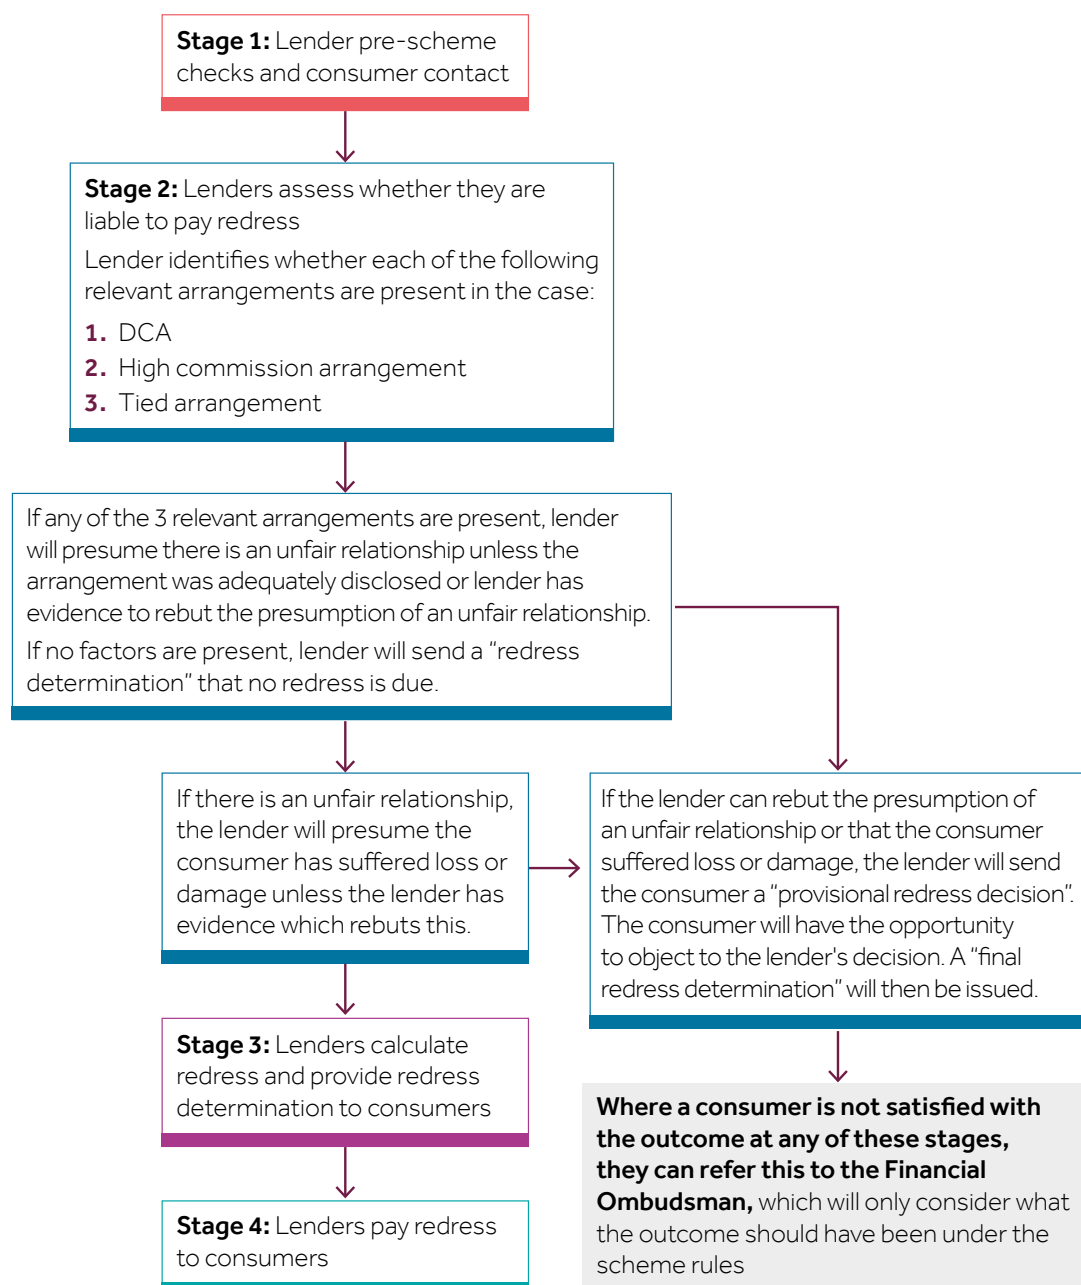 Stage 1: Lender pre-scheme
checks and consumer contact
Stage 2: Lenders assess whether they are
liable to pay redress
Lender identifies whether each of the following
relevant arrangements are present in the case:
1. DCA
2. High commission arrangement
3. Tied arrangement
If any of the 3 relevant arrangements are present, lender
will presume there is an unfair relationship unless the
arrangement was adequately disclosed or lender has
evidence to rebut the presumption of an unfair relationship.
If no factors are present, lender will send a “redress
determination” that no redress is due.
If there is an unfair relationship,
the lender will presume the
consumer has suffered loss or
damage unless the lender has
evidence which rebuts this.
If the lender can rebut the presumption of
an unfair relationship or that the consumer
suffered loss or damage, the lender will send
the consumer a “provisional redress decision”.
The consumer will have the opportunity
to object to the lender's decision. A “final
redress determination” will then be issued.
Stage 3: Lenders calculate
redress and provide redress
determination to consumers
Where a consumer is not satisfied with
the outcome at any of these stages,
they can refer this to the Financial
Ombudsman, which will only consider what
the outcome should have been under the
scheme rules
Stage 4: Lenders pay redress
to consumers